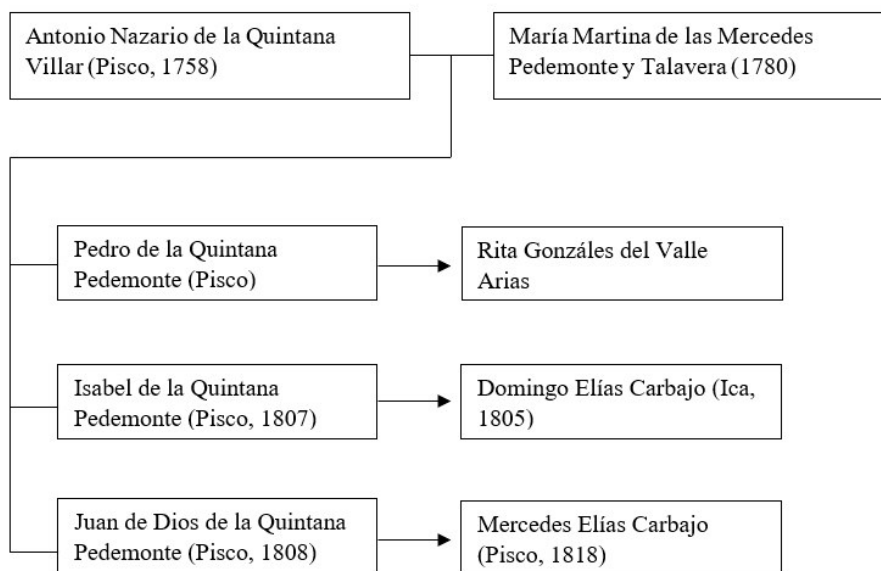 Antonio Nazario de la Quintana
Villar (Pisco, 1758)
María Martina de las Mercedes
Pedemonte y Talavera (1780)
Pedro de la Quintana
Pedemonte (Pisco)
Rita Gonzáles del Valle
Arias
Isabel de la Quintana
Pedemonte (Pisco, 1807)
Domingo Elías Carbajo (Ica,
1805)
Juan de Dios de la Quintana
Pedemonte (Pisco, 1808)
Mercedes Elías Carbajo
(Pisco, 1818)